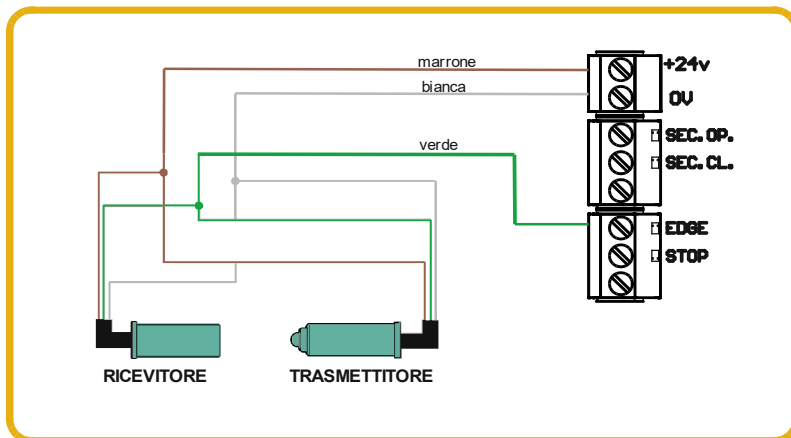 marrone
+24v
bianca
0V
SEC.OP.
verde
SEC.CL.
EDGE
STOP
RICEVITORE
TRASMETTITORE